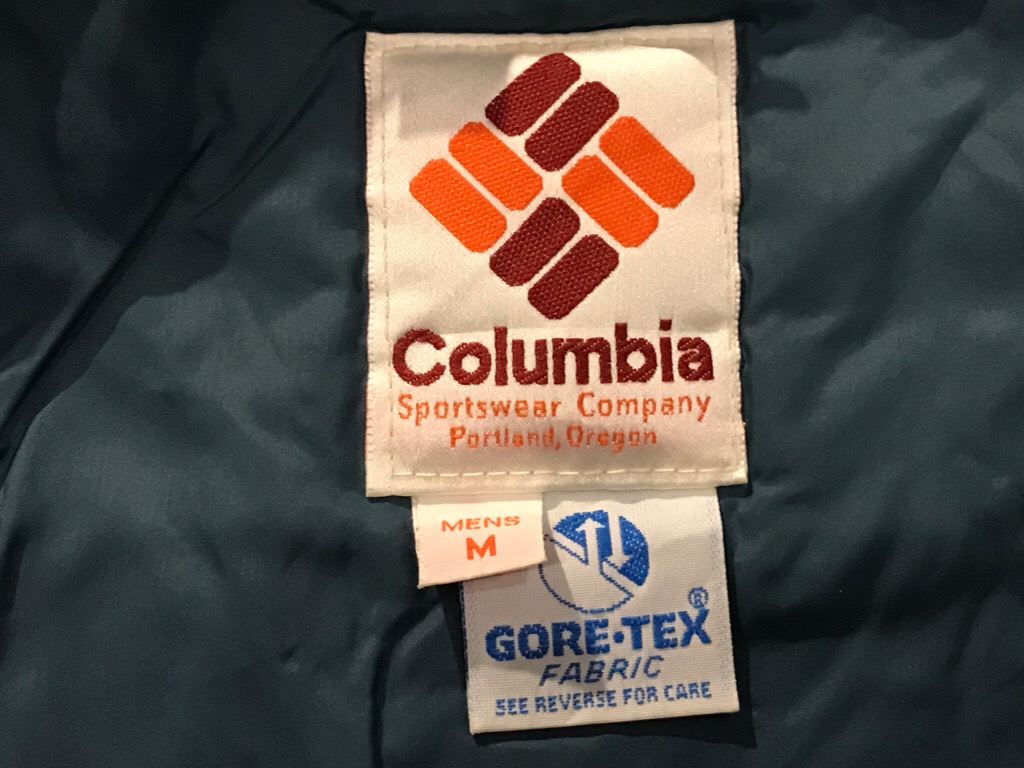 Columbia
Sportswear Company
Portland, Oregon
MENS
M
GORE·TEX®
FABRIC
SEE REVERSE FOR CARE